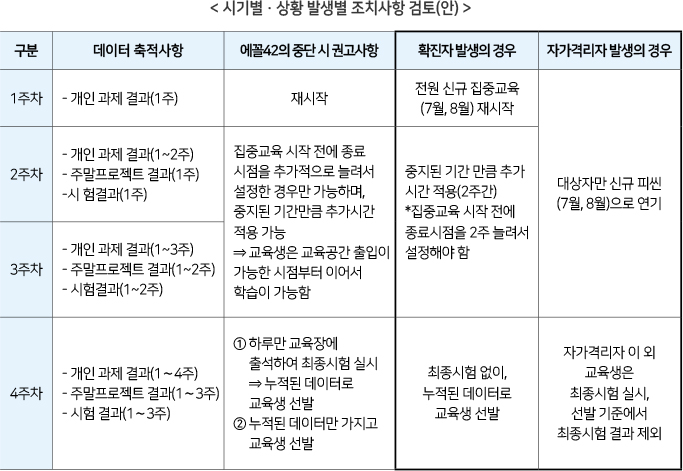 < 시기별 · 상황 발생별 조치사항 검토(안) >
구분
데이터 축적사항
에꼴42의 중단 시 권고사항
확진자 발생의 경우
자가격리자 발생의 경우
1주차
- 개인 과제 결과(1주)
재시작
전원 신규 집중교육
(7월, 8월) 재시작
2주차
- 개인 과제 결과(1~2주)
- 주말프로젝트 결과(1주)
-시 험결과(1주)
집중교육 시작 전에 종료
시점을 추가적으로 늘려서
설정한 경우만 가능하며,
중지된 기간만큼 추가시간
적용 가능
⇒ 교육생은 교육공간 출입이
가능한 시점부터 이어서
학습이 가능함
중지된 기간 만큼 추가
시간 적용(2주간)
*집중교육 시작 전에
종료시점을 2주 늘려서
설정해야 함
대상자만 신규 피씬
(7월, 8월)으로 연기
3주차
- 개인 과제 결과(1~3주)
- 주말프로젝트 결과(1~2주)
- 시험결과(1~2주)
4주차
- 개인 과제 결과(1~4주)
- 주말프로젝트 결과(1~3주)
- 시험 결과(1~3주)
① 하루만 교육장에
출석하여 최종시험 실시
⇒ 누적된 데이터로
교육생 선발
② 누적된 데이터만 가지고
교육생 선발
최종시험 없이,
누적된 데이터로
교육생 선발
자가격리자 이 외
교육생은
최종시험 실시,
선발 기준에서
최종시험 결과 제외